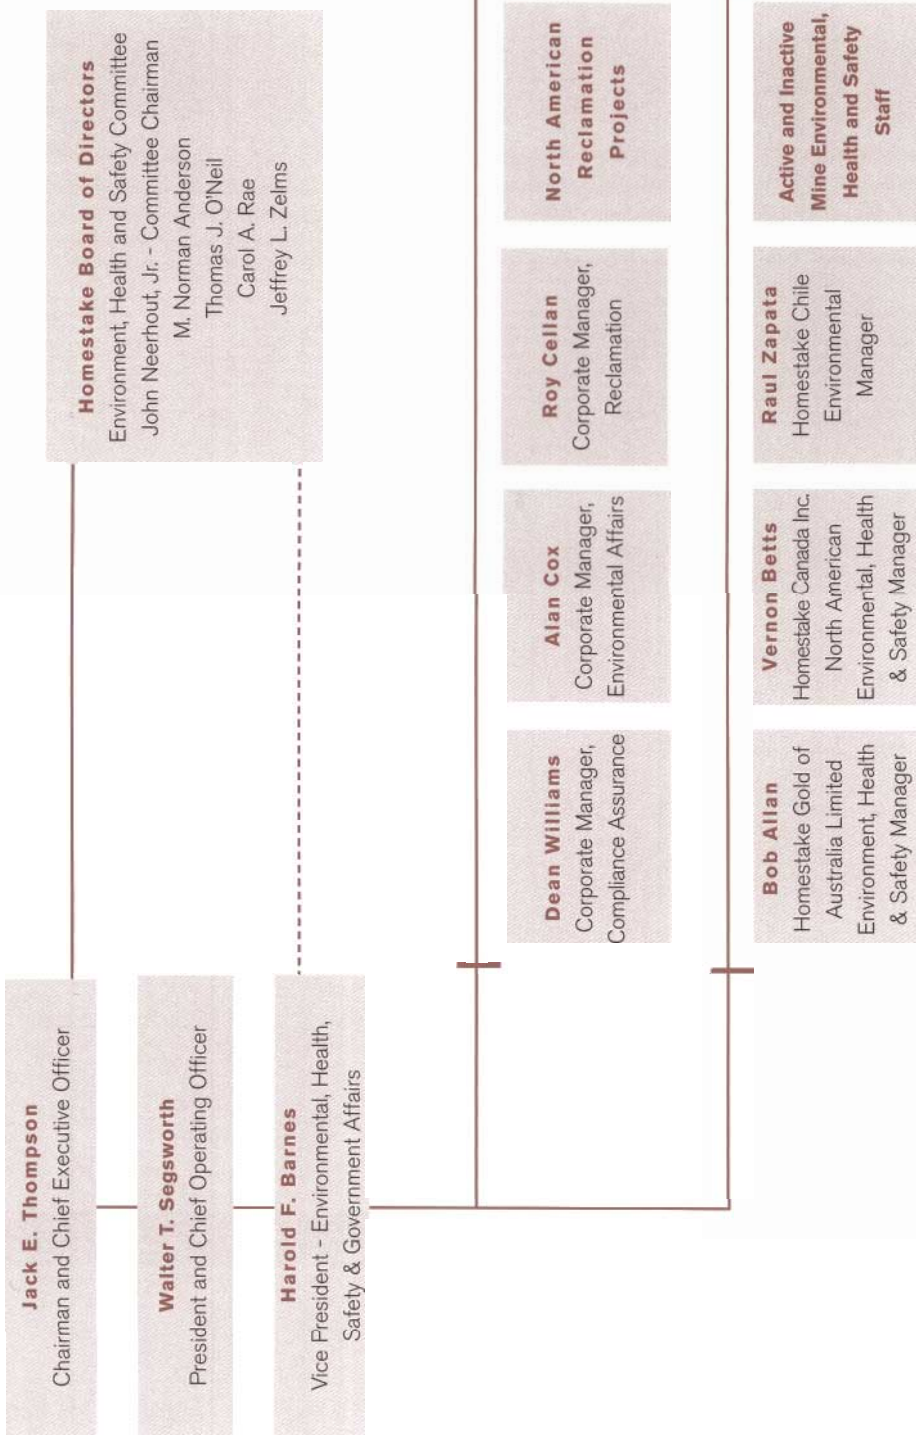 Jack E. Thompson
Chairman and Chief Executive Officer
Walter T. Segsworth
President and Chief Operating Officer
Harold F. Barnes
Vice President - Environmental, Health,
Safety & Government Affairs
Homestake Board of Directors
Environment, Health and Safety Committee
John Neerhout, Jr. - Committee Chairman
M. Norman Anderson
Thomas J. O'Neil
Carol A. Rae
Jeffrey L. Zelms
Dean Williams
Corporate Manager,
Compliance Assurance
Alan Cox
Corporate Manager,
Environmental Affairs
Roy Cellan
Corporate Manager,
Reclamation
North American
Reclamation
Projects
Bob Allan
Homestake Gold of
Australia Limited
Environment, Health
& Safety Manager
Vernon Betts
Homestake Canada Inc.
North American
Environmental, Health
& Safety Manager
Raul Zapata
Homestake Chile
Environmental
Manager
Active and Inactive
Mine Environmental,
Health and Safety
Staff